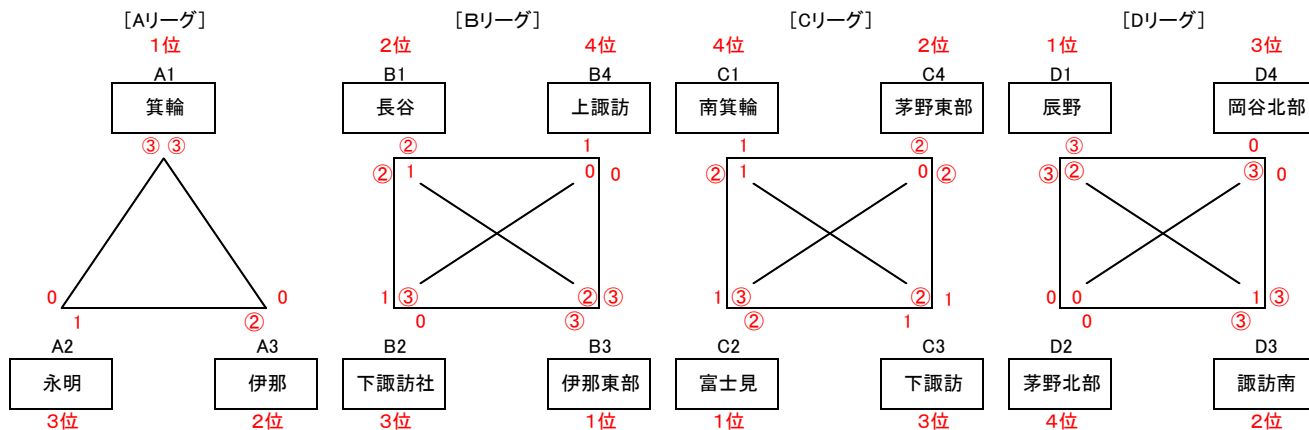 [Aリーグ] [Bリーグ] [Cリーグ] [Dリーグ]
1位 2位 4位 4位 2位 1位 3位
A1 B1 B4 C1 C4 D1 D4
箕輪 長谷 上諏訪 南箕輪 茅野東部 辰野 岡谷北部
③ ③ ② 1 1 ② ③ 0
② 1 0 0 ② 1 0 ② ③ ② ③ 0
0 0 1 ③ ② ③ 1 ③ ② 1 0 0 1 ③
1 ② 0 ③ ② 1 0 ③
A2 A3 B2 B3 C2 C3 D2 D3
永明 伊那 下諏訪社 伊那東部 富士見 下諏訪 茅野北部 諏訪南
3位 2位 3位 1位 1位 3位 4位 2位